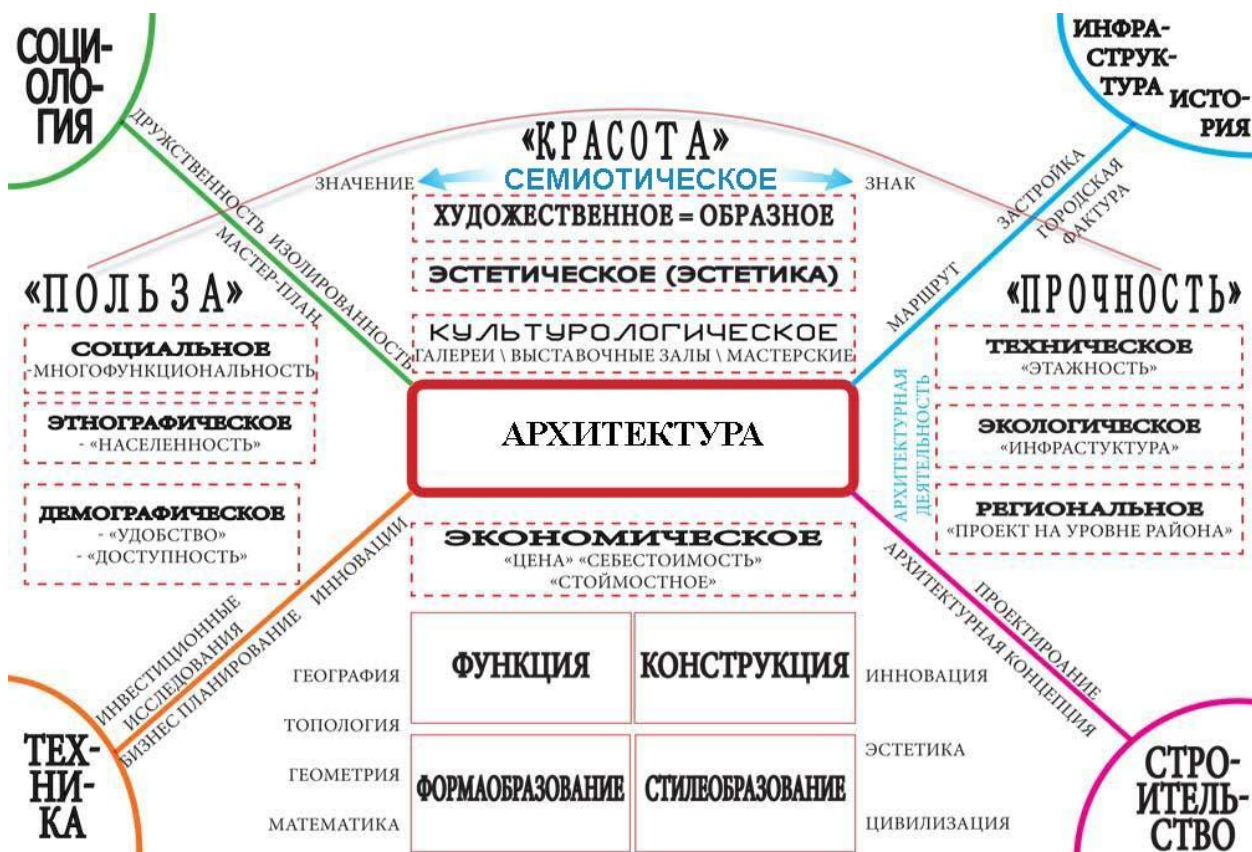 СОЦИ-
ОЛО-
ГИЯ
ИНФРА-
СТРУК-
ТУРА
ИСТО-
РИЯ
ДРУЖСТВЕННОСТЬ ИЗОЛИРОВАННОСТЬ
МАСТЕР-ПЛАН
«КРАСОТА»
ЗНАЧЕНИЕ
СЕМИОТИЧЕСКОЕ
ЗНАК
ХУДОЖЕСТВЕННОЕ = ОБРАЗНОЕ
ЭСТЕТИЧЕСКОЕ (ЭСТЕТИКА)
КУЛЬТУРОЛОГИЧЕСКОЕ
ГАЛЕРЕИ \ ВЫСТАВОЧНЫЕ ЗАЛЫ \ МАСТЕРСКИЕ
ЗАСТРОЙКА
ГОРОДСКАЯ
ФАКТУРА
МАРШРУТ
«ПОЛЬЗА»
СОЦИАЛЬНОЕ
-МНОГОФУНКЦИОНАЛЬНОСТЬ
ЭТНОГРАФИЧЕСКОЕ
- «НАСЕЛЕННОСТЬ»
ДЕМОГРАФИЧЕСКОЕ
- «УДОБСТВО»
- «ДОСТУПНОСТЬ»
АРХИТЕКТУРА
«ПРОЧНОСТЬ»
ТЕХНИЧЕСКОЕ
«ЭТАЖНОСТЬ»
ЭКОЛОГИЧЕСКОЕ
«ИНФРАСТУКТУРА»
РЕГИОНАЛЬНОЕ
«ПРОЕКТ НА УРОВНЕ РАЙОНА»
АРХИТЕКТУРНАЯ
ДЕЯТЕЛЬНОСТЬ
ЭКОНОМИЧЕСКОЕ
«ЦЕНА» «СЕБЕСТОИМОСТЬ»
«СТОЙМОСТНОЕ»
ИННОВАЦИИ
ИНВЕСТИЦИОННЫЕ
ИССЛЕДОВАНИЯ
БИЗНЕС ПЛАНИРОВАНИЕ
ПРОЕКТИРОАНИЕ
АРХИТЕКТУРНАЯ КОНЦЕПЦИЯ
ГЕОГРАФИЯ
ТОПОЛОГИЯ
ГЕОМЕТРИЯ
МАТЕМАТИКА
ФУНКЦИЯ
КОНСТРУКЦИЯ
ФОРМАОБРАЗОВАНИЕ
СТИЛЕОБРАЗОВАНИЕ
ИННОВАЦИЯ
ЭСТЕТИКА
ЦИВИЛИЗАЦИЯ
ТЕХ-
НИ-
КА
СТРО-
ИТЕЛЬ-
СТВО